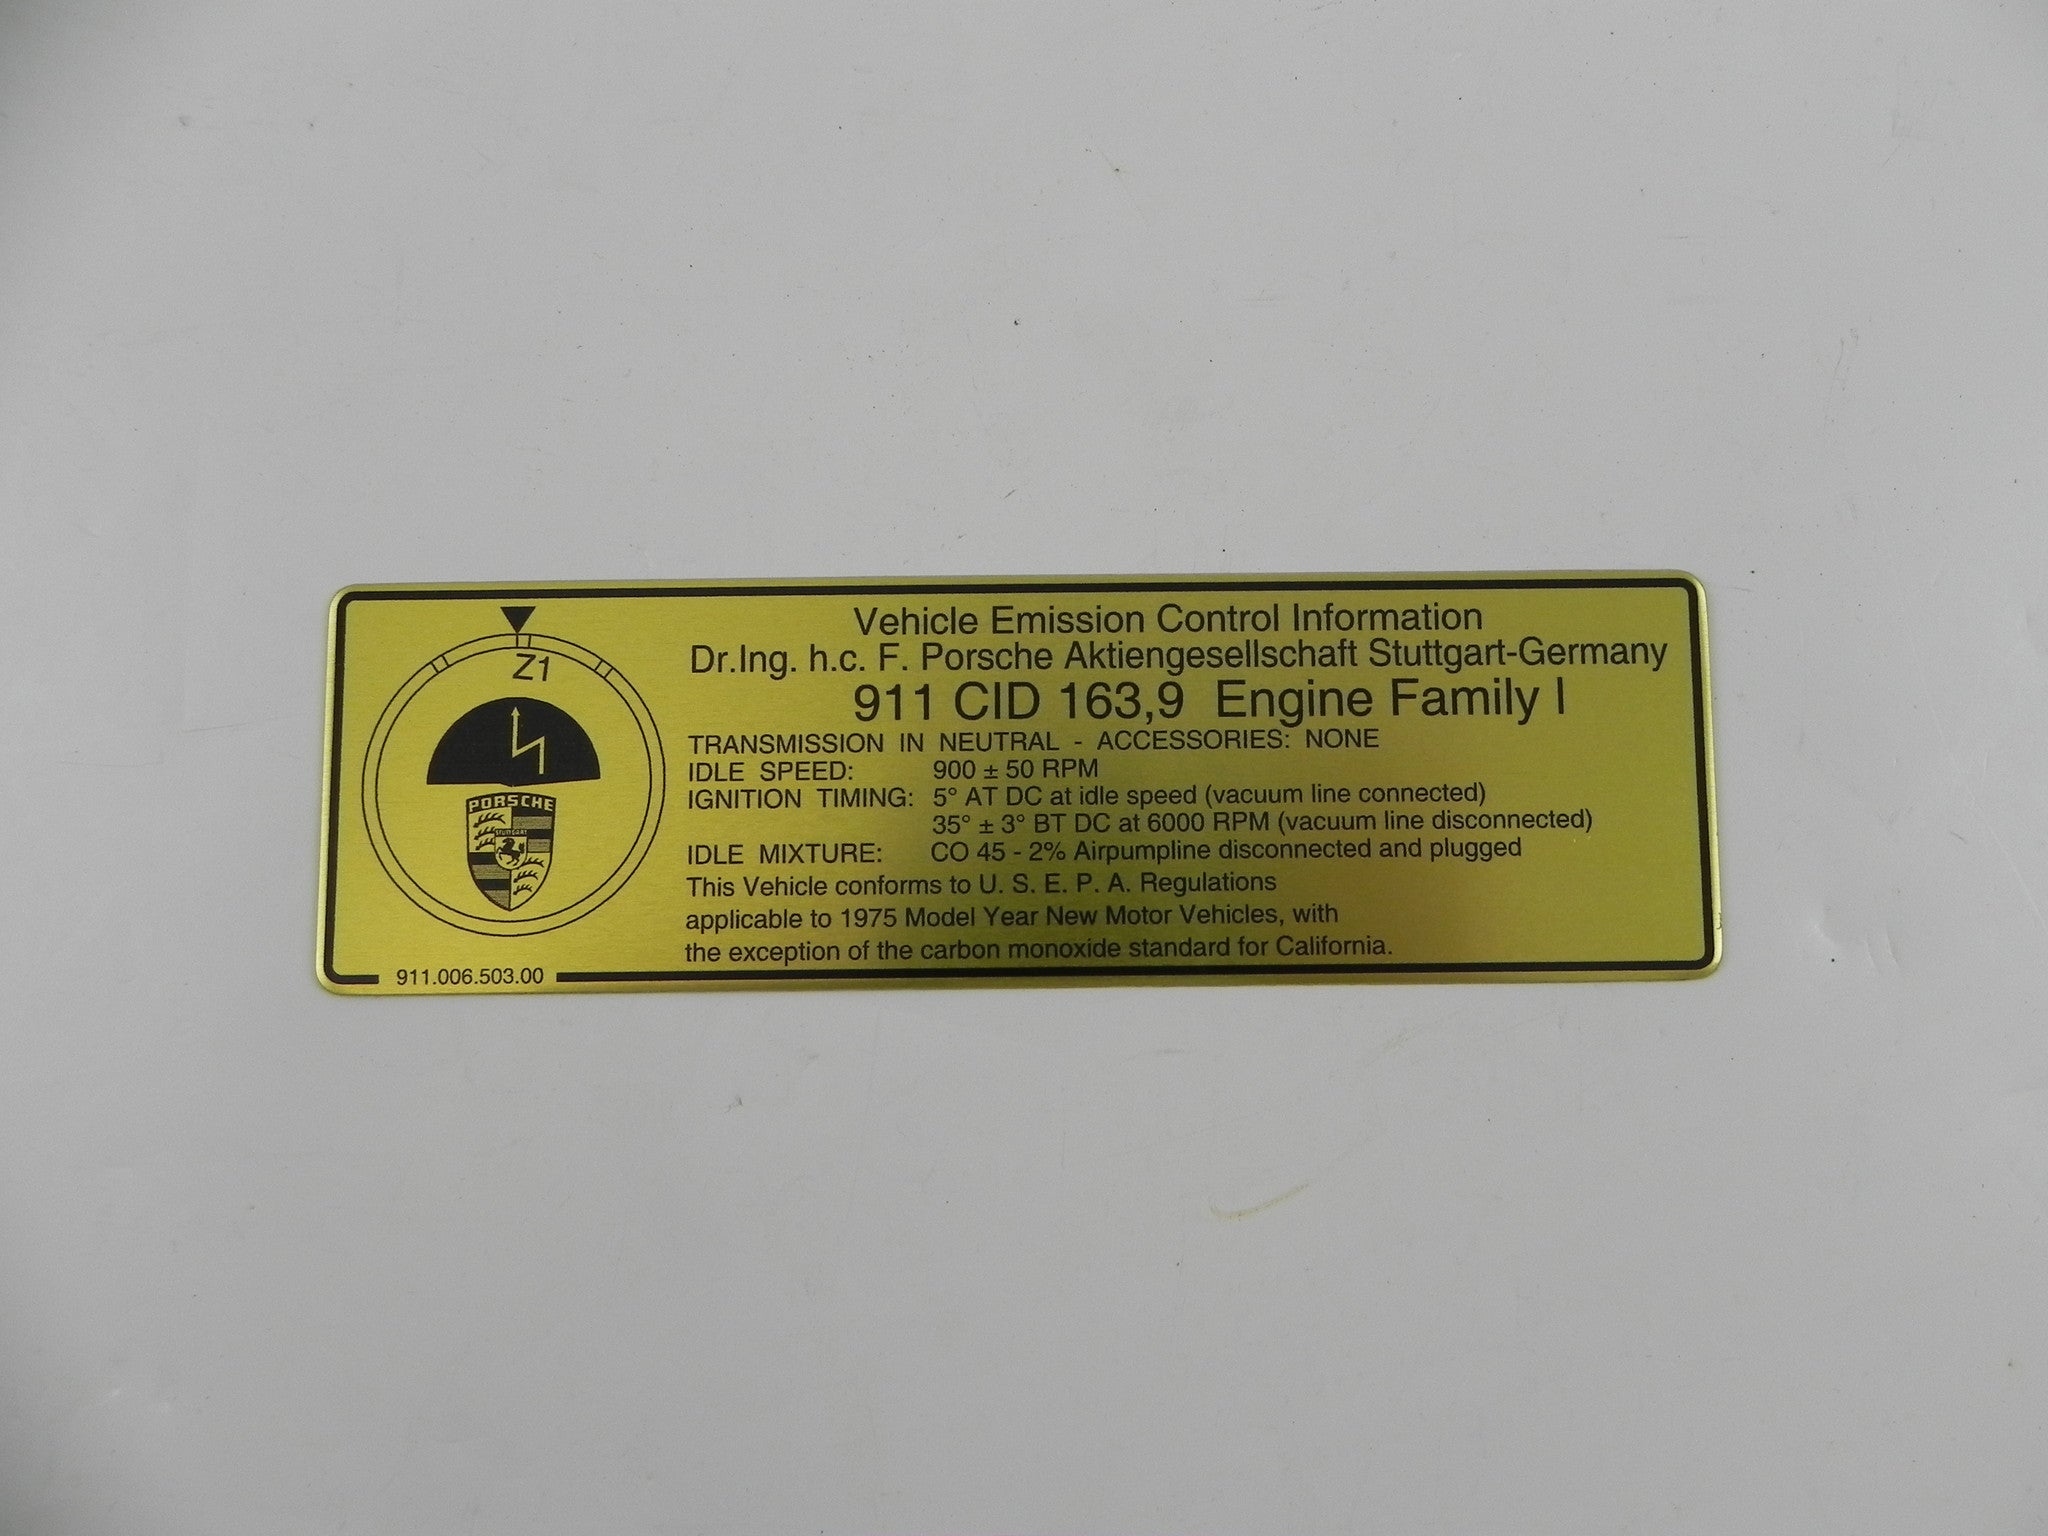 Vehicle Emission Control Information
Dr.Ing. h.c. F. Porsche Aktiengesellschaft Stuttgart-Germany
911 CID 163,9 Engine Family I
TRANSMISSION IN NEUTRAL - ACCESSORIES: NONE
IDLE SPEED: 900 ± 50 RPM
IGNITION TIMING: 5° AT DC at idle speed (vacuum line connected)
35° ± 3° BT DC at 6000 RPM (vacuum line disconnected)
IDLE MIXTURE: CO 45 - 2% Airpumpline disconnected and plugged
This Vehicle conforms to U. S. E. P. A. Regulations
applicable to 1975 Model Year New Motor Vehicles, with
the exception of the carbon monoxide standard for California.
Z1
PORSCHE
STUTTGART
911.006.503.00